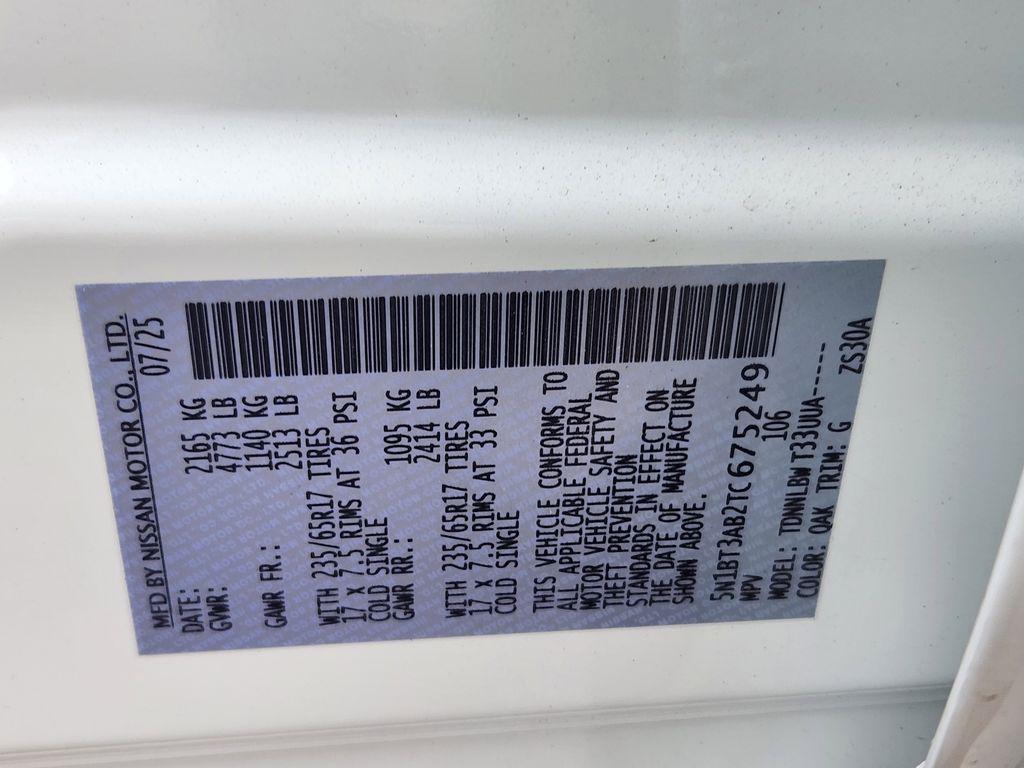 MFD BY NISSAN MOTOR CO., LTD.
DATE: 07/25
GVWR: 2165 KG
4773 LB
GAWR FR.: 1140 KG
2513 LB
WITH 235/65R17 TIRES
17 X 7.5 RIMS AT 36 PSI
COLD SINGLE
GAWR RR.: 1095 KG
2414 LB
WITH 235/65R17 TIRES
17 X 7.5 RIMS AT 33 PSI
COLD SINGLE
THIS VEHICLE CONFORMS TO
ALL APPLICABLE FEDERAL
MOTOR VEHICLE SAFETY AND
THEFT PREVENTION
STANDARDS IN EFFECT ON
THE DATE OF MANUFACTURE
SHOWN ABOVE.
5N1BT3AB2TC675249
MPV 106
MODEL: TDNNLBW T33UUA-----
COLOR: QAK TRIM: G ZS30A